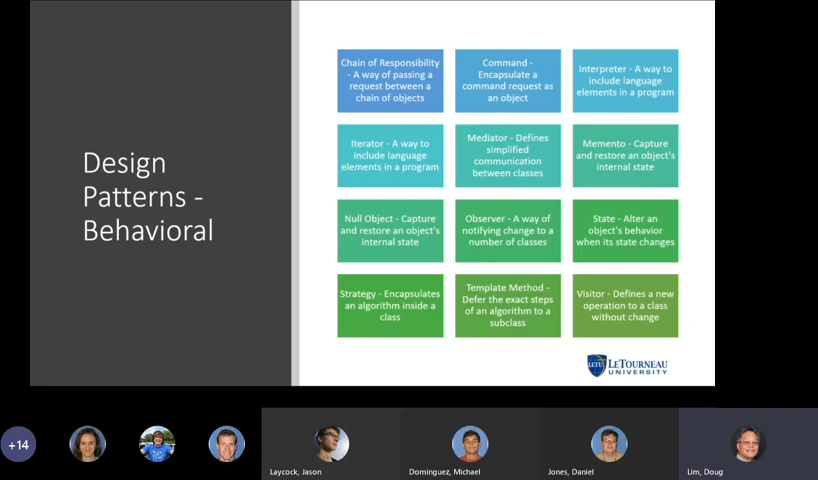 Design
Patterns -
Behavioral
Chain of Responsibility
- A way of passing a
request between a
chain of objects
Command -
Encapsulate a
command request as
an object
Interpreter - A way to
include language
elements in a program
Iterator - A way to
include language
elements in a program
Mediator - Defines
simplified
communication
between classes
Memento - Capture
and restore an object's
internal state
Null Object - Capture
and restore an object's
internal state
Observer - A way of
notifying change to a
number of classes
State - Alter an
object's behavior
when its state changes
Strategy - Encapsulates
an algorithm inside a
class
Template Method -
Defer the exact steps
of an algorithm to a
subclass
Visitor - Defines a new
operation to a class
without change
LETU
LETOURNEAU
UNIVERSITY
+14
Laycock, Jason
Dominguez, Michael
Jones, Daniel
Lim, Doug